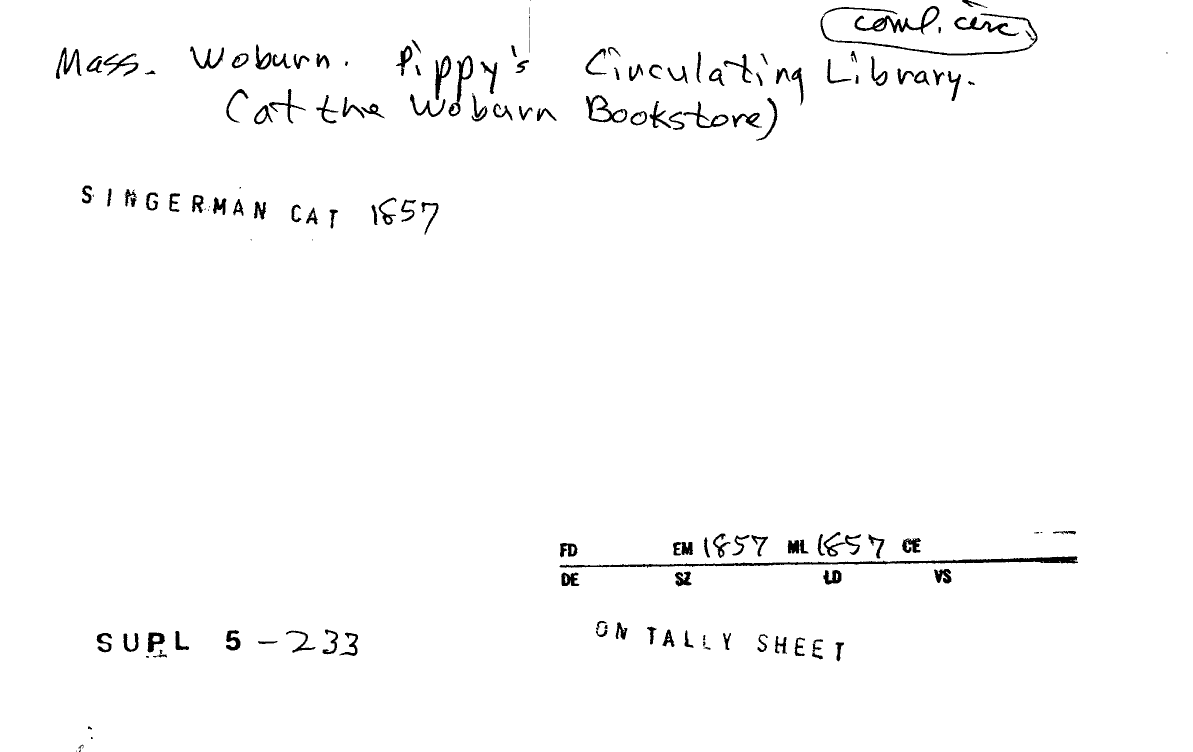 coml. circ.
Mass. Woburn. Pippy's Circulating Library.
(at the Woburn Bookstore)
SINGERMAN CAT 1857
FD EM 1857 ML 1857 CE
DE SZ LD VS
SUPL 5-233
ON TALLY SHEET